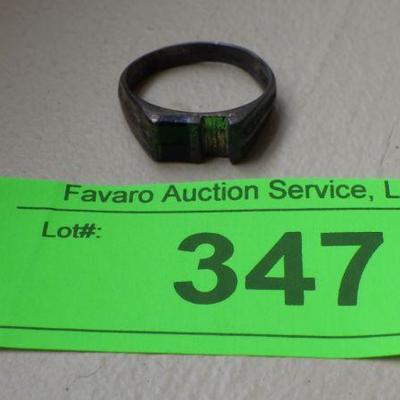 Favaro Auction Service, L
Lot#:
347